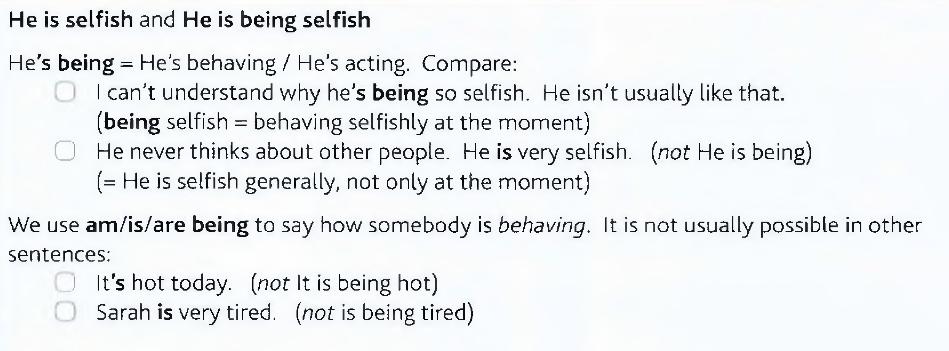 He is selfish and He is being selfish
He's being = He's behaving / He's acting. Compare:
I can't understand why he's being so selfish. He isn't usually like that.
(being selfish = behaving selfishly at the moment)
He never thinks about other people. He is very selfish. (not He is being)
(= He is selfish generally, not only at the moment)
We use am/is/are being to say how somebody is behaving. It is not usually possible in other
sentences:
It's hot today. (not It is being hot)
Sarah is very tired. (not is being tired)